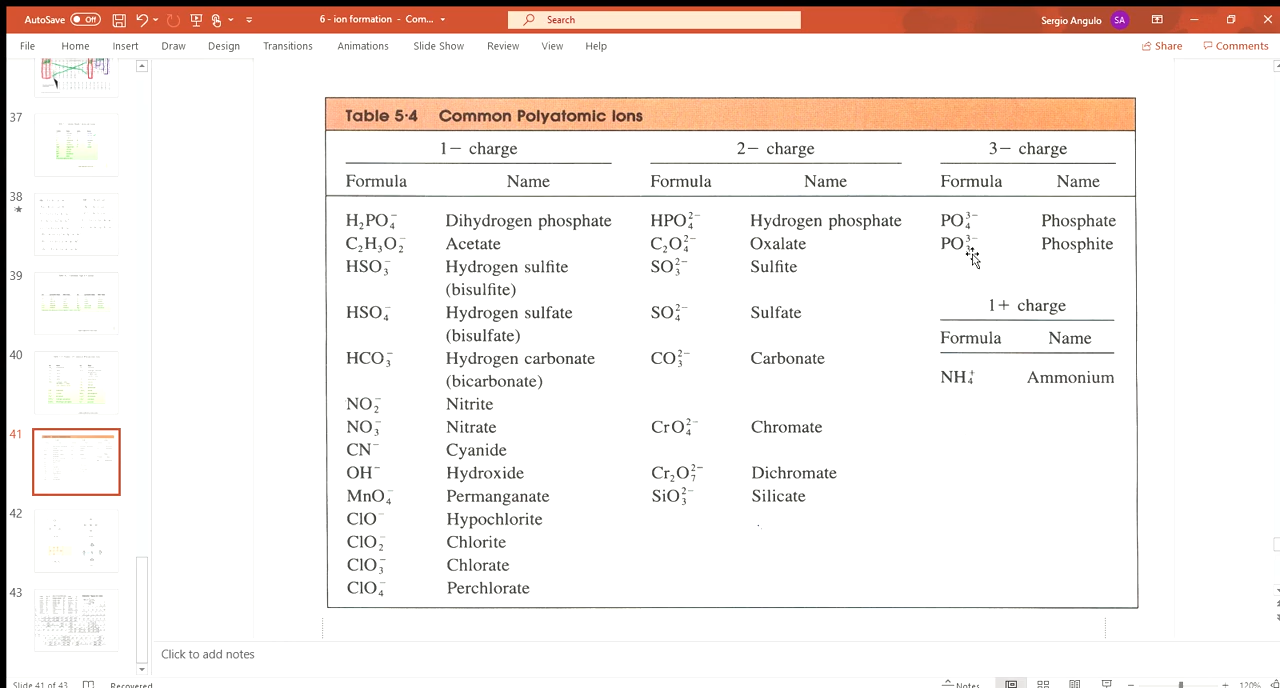 AutoSave Off 6 - ion formation - Com... Search Sergio Angulo SA
File Home Insert Draw Design Transitions Animations Slide Show Review View Help Share Comments
37
38
39
40
41
42
43
Table 5·4 Common Polyatomic Ions
1− charge 2− charge 3− charge
Formula Name Formula Name Formula Name
H₂PO₄⁻ Dihydrogen phosphate HPO₄²⁻ Hydrogen phosphate PO₄³⁻ Phosphate
C₂H₃O₂⁻ Acetate C₂O₄²⁻ Oxalate PO₃³⁻ Phosphite
HSO₃⁻ Hydrogen sulfite SO₃²⁻ Sulfite
(bisulfite)
1+ charge
HSO₄⁻ Hydrogen sulfate SO₄²⁻ Sulfate
(bisulfate) Formula Name
HCO₃⁻ Hydrogen carbonate CO₃²⁻ Carbonate
(bicarbonate) NH₄⁺ Ammonium
NO₂⁻ Nitrite
NO₃⁻ Nitrate CrO₄²⁻ Chromate
CN⁻ Cyanide
OH⁻ Hydroxide Cr₂O₇²⁻ Dichromate
MnO₄⁻ Permanganate SiO₃²⁻ Silicate
ClO⁻ Hypochlorite
ClO₂⁻ Chlorite
ClO₃⁻ Chlorate
ClO₄⁻ Perchlorate
Click to add notes
Slide 41 of 43 Recovered Notes 120%